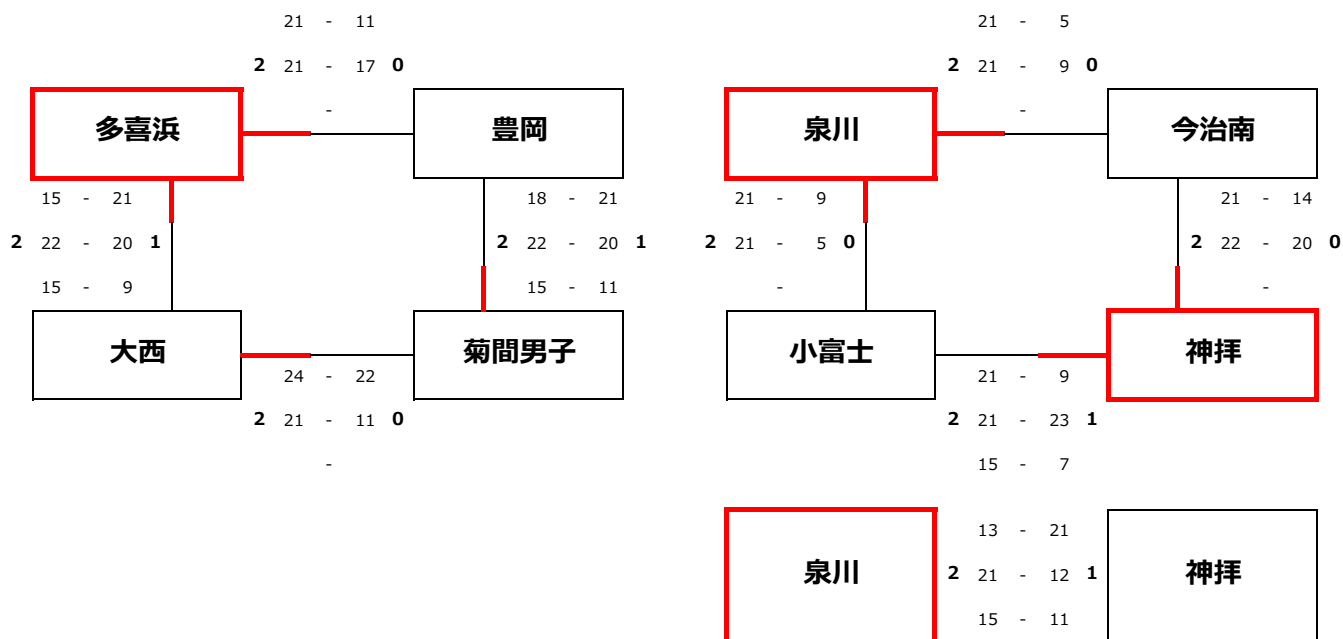 21 - 11
2 21 - 17 0
-
多喜浜
豊岡
15 - 21
2 22 - 20 1
15 - 9
18 - 21
2 22 - 20 1
15 - 11
大西
菊間男子
24 - 22
2 21 - 11 0
-
21 - 5
2 21 - 9 0
-
泉川
今治南
21 - 9
2 21 - 5 0
-
21 - 14
2 22 - 20 0
-
小富士
神拝
21 - 9
2 21 - 23 1
15 - 7
泉川
13 - 21
2 21 - 12 1
15 - 11
神拝